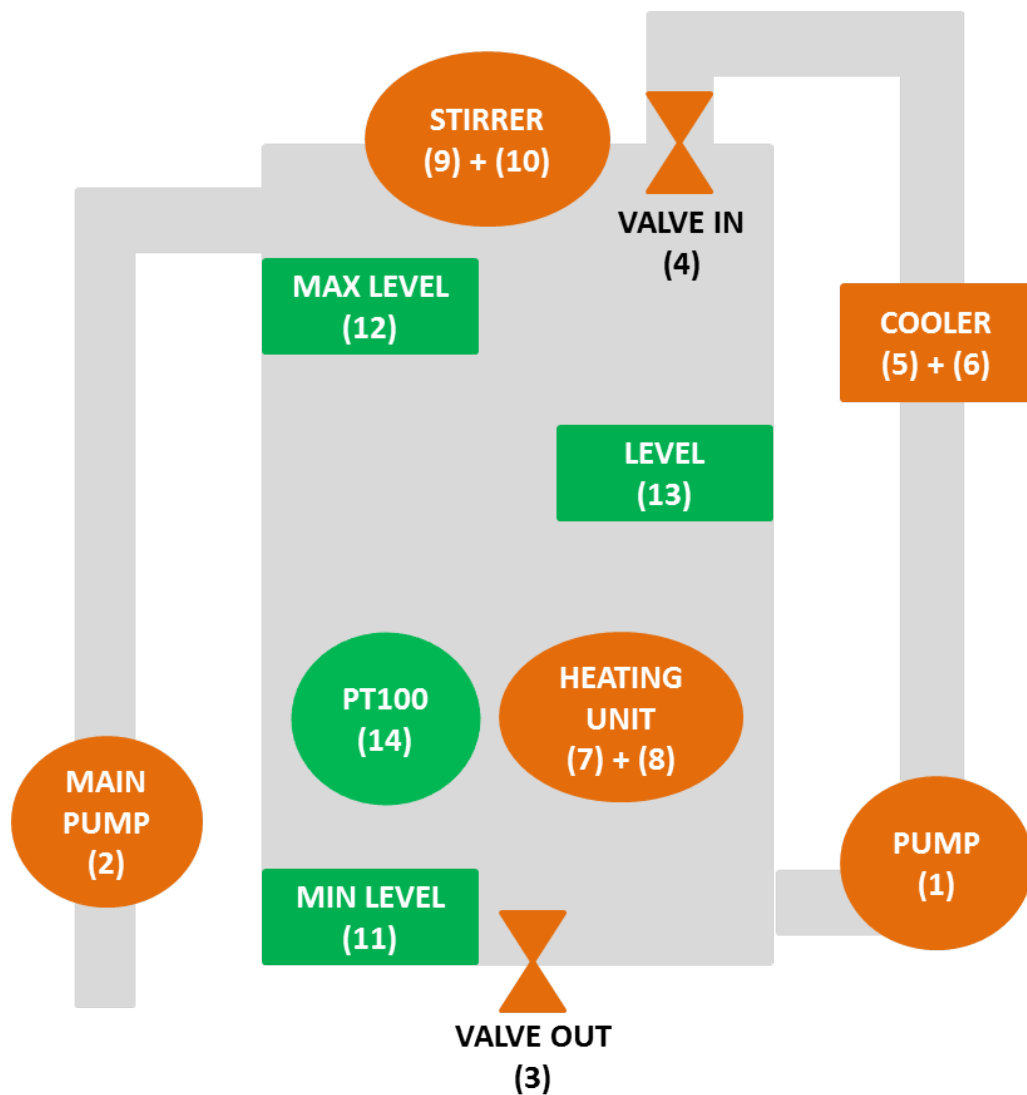 STIRRER
(9) + (10)
VALVE IN
(4)
MAX LEVEL
(12)
COOLER
(5) + (6)
LEVEL
(13)
PT100
(14)
HEATING
UNIT
(7) + (8)
MAIN
PUMP
(2)
PUMP
(1)
MIN LEVEL
(11)
VALVE OUT
(3)